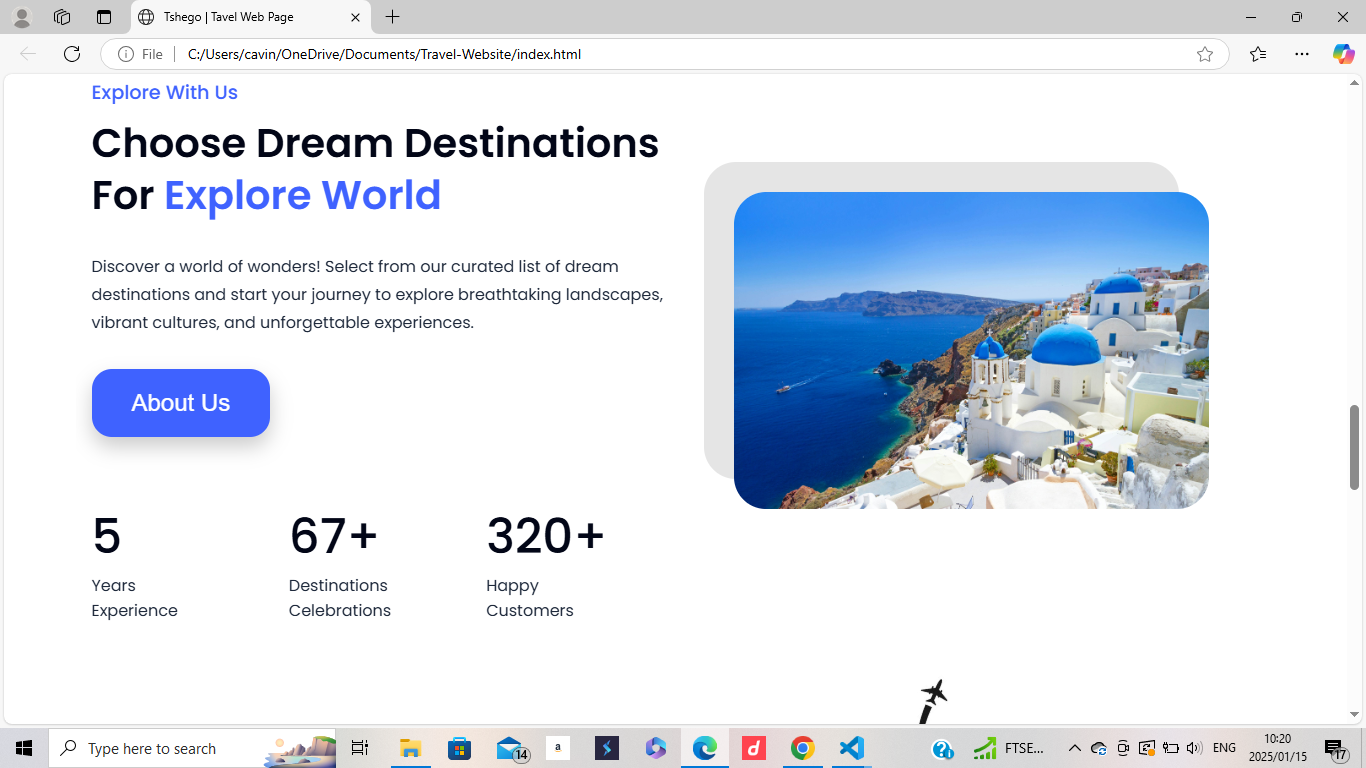 Tshego | Tavel Web Page
File
C:/Users/cavin/OneDrive/Documents/Travel-Website/index.html
Explore With Us
Choose Dream Destinations
For Explore World
Discover a world of wonders! Select from our curated list of dream
destinations and start your journey to explore breathtaking landscapes,
vibrant cultures, and unforgettable experiences.
About Us
5 67+ 320+
Years Destinations Happy
Experience Celebrations Customers
Type here to search
14
a
d
FTSE...
ENG
10:20
2025/01/15
17